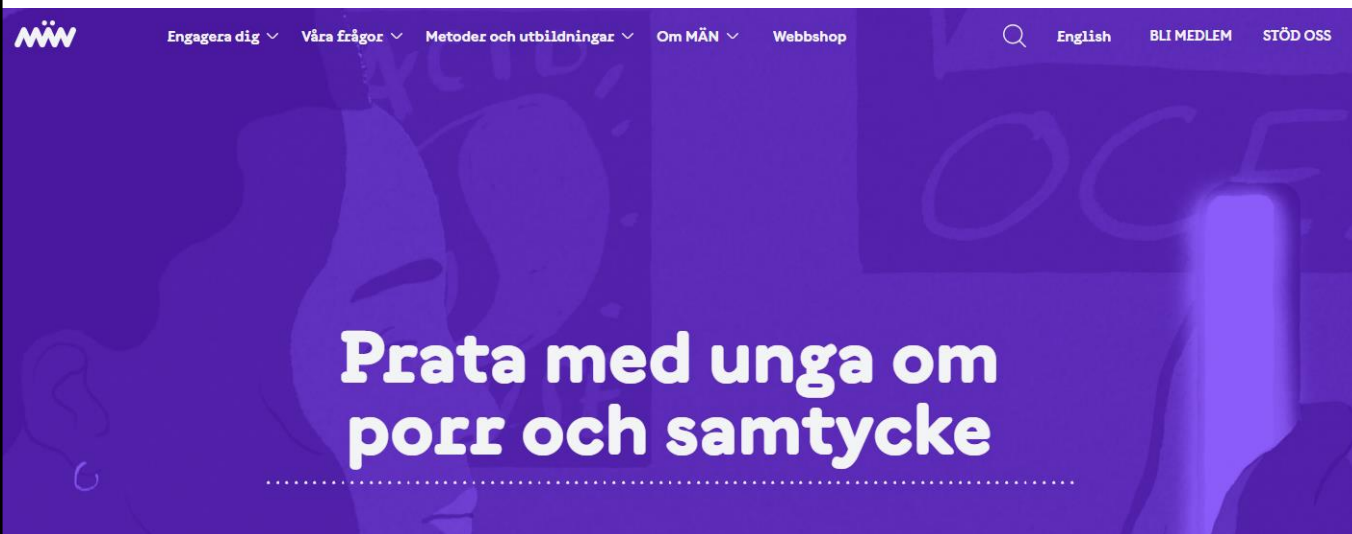 MÄN
Engagera dig
Våra frågor
Metoder och utbildningar
Om MÄN
Webbshop
English
BLI MEDLEM
STÖD OSS
OCE
Prata med unga om
porr och samtycke